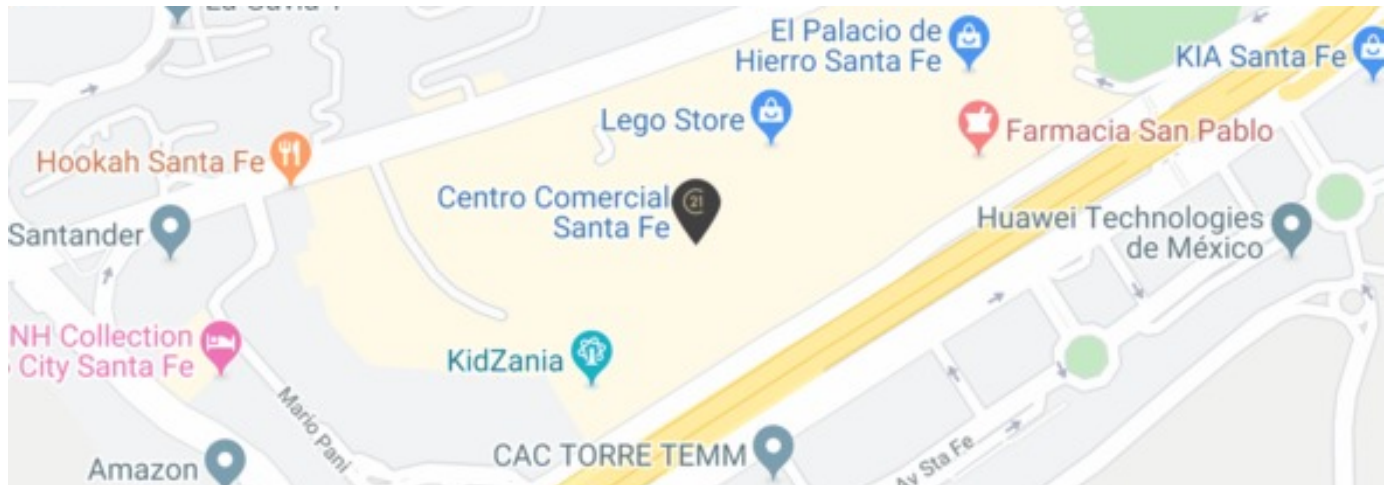 El Palacio de
Hierro Santa Fe
KIA Santa Fe
Lego Store
Farmacia San Pablo
Hookah Santa Fe
Centro Comercial
Santa Fe
21
Santander
Huawei Technologies
de México
NH Collection
City Santa Fe
KidZania
Mario Pani
CAC TORRE TEMM
Av Sta Fe
Amazon